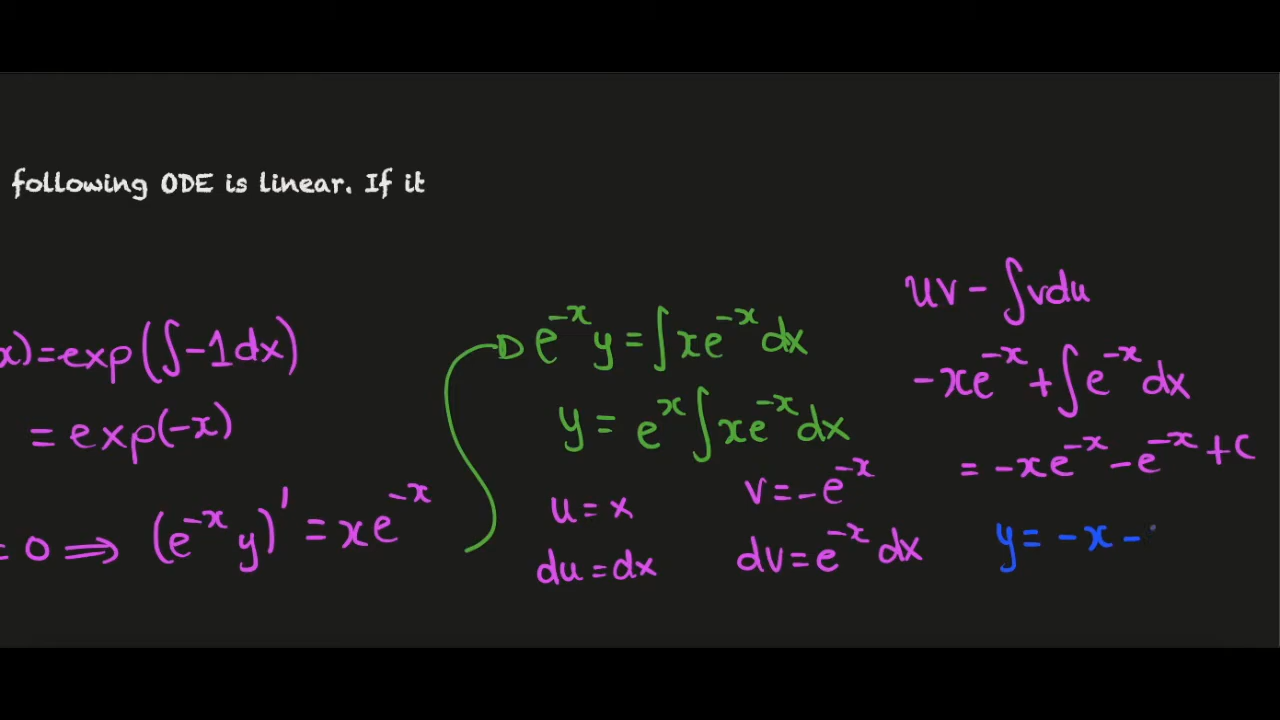 following ODE is linear. If it
x)=exp(∫-1dx)
= exp(-x)
= 0 ⟹ (e^{-x} y)' = xe^{-x}
e^{-x}y = ∫xe^{-x}dx
y = e^{x}∫xe^{-x}dx
u = x
v = -e^{-x}
du = dx
dv = e^{-x} dx
uv - ∫vdu
-xe^{-x} + ∫e^{-x}dx
= -xe^{-x} - e^{-x} + C
y = -x -